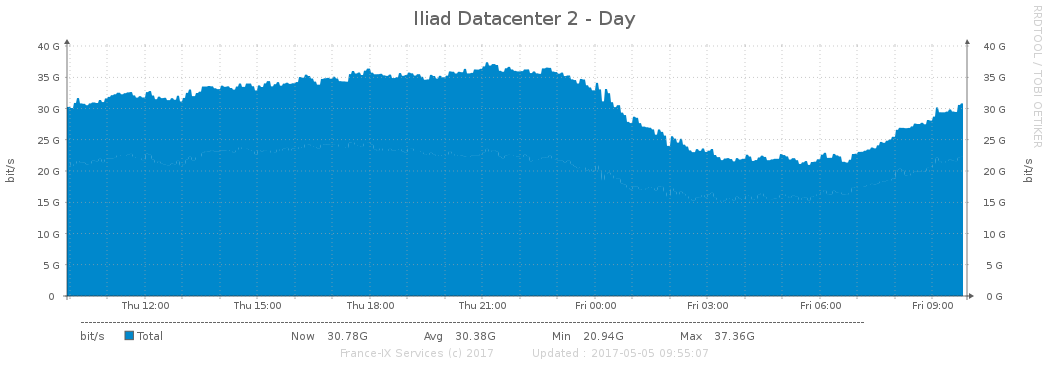 Iliad Datacenter 2 - Day
RRDTOOL / TOBI OETIKER
40 G 40 G
35 G 35 G
30 G 30 G
25 G 25 G
20 G 20 G
15 G 15 G
10 G 10 G
5 G 5 G
0 0 G
bit/s bit/s
Thu 12:00 Thu 15:00 Thu 18:00 Thu 21:00 Fri 00:00 Fri 03:00 Fri 06:00 Fri 09:00
bit/s Total Now 30.78G Avg 30.38G Min 20.94G Max 37.36G
France-IX Services (c) 2017 Updated : 2017-05-05 09:55:07